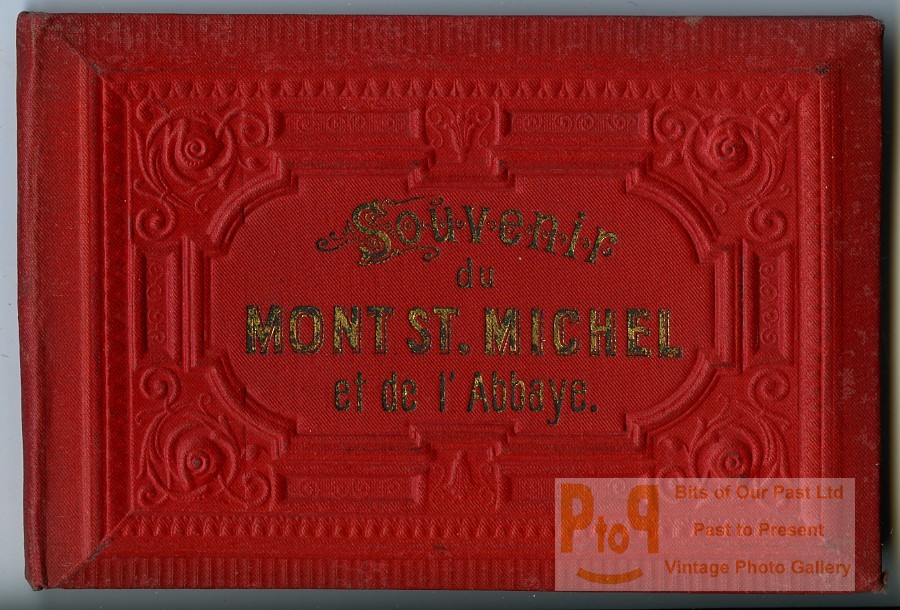 Souvenir
du
MONT ST. MICHEL
et de l'Abbaye.
PtoP
Bits of Our Past Ltd
Past to Present
Vintage Photo Gallery